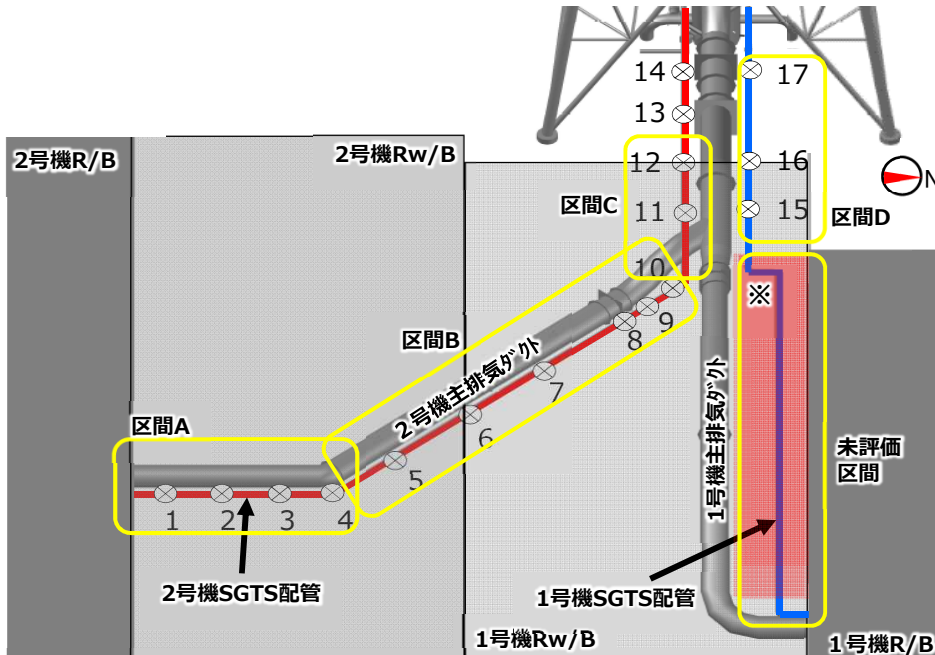 14
17
13
2号機R/B
2号機Rw/B
12
16
N
区間C
11
15
区間D
10
※
9
8
区間B
2号機主排気ダクト
7
1号機主排気ダクト
6
区間A
5
未評価
区間
1
2
3
4
2号機SGTS配管
1号機SGTS配管
1号機Rw/B
1号機R/B